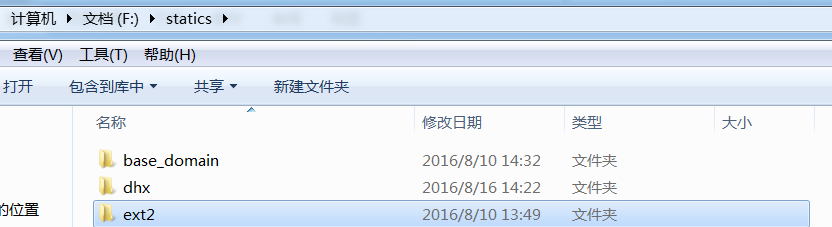 计算机 ▶ 文档 (F:) ▶ statics ▶
查看(V) 工具(T) 帮助(H)
打开 包含到库中 共享 新建文件夹
名称 修改日期 类型 大小
base_domain 2016/8/10 14:32 文件夹
dhx 2016/8/16 14:22 文件夹
的位置
ext2 2016/8/10 13:49 文件夹